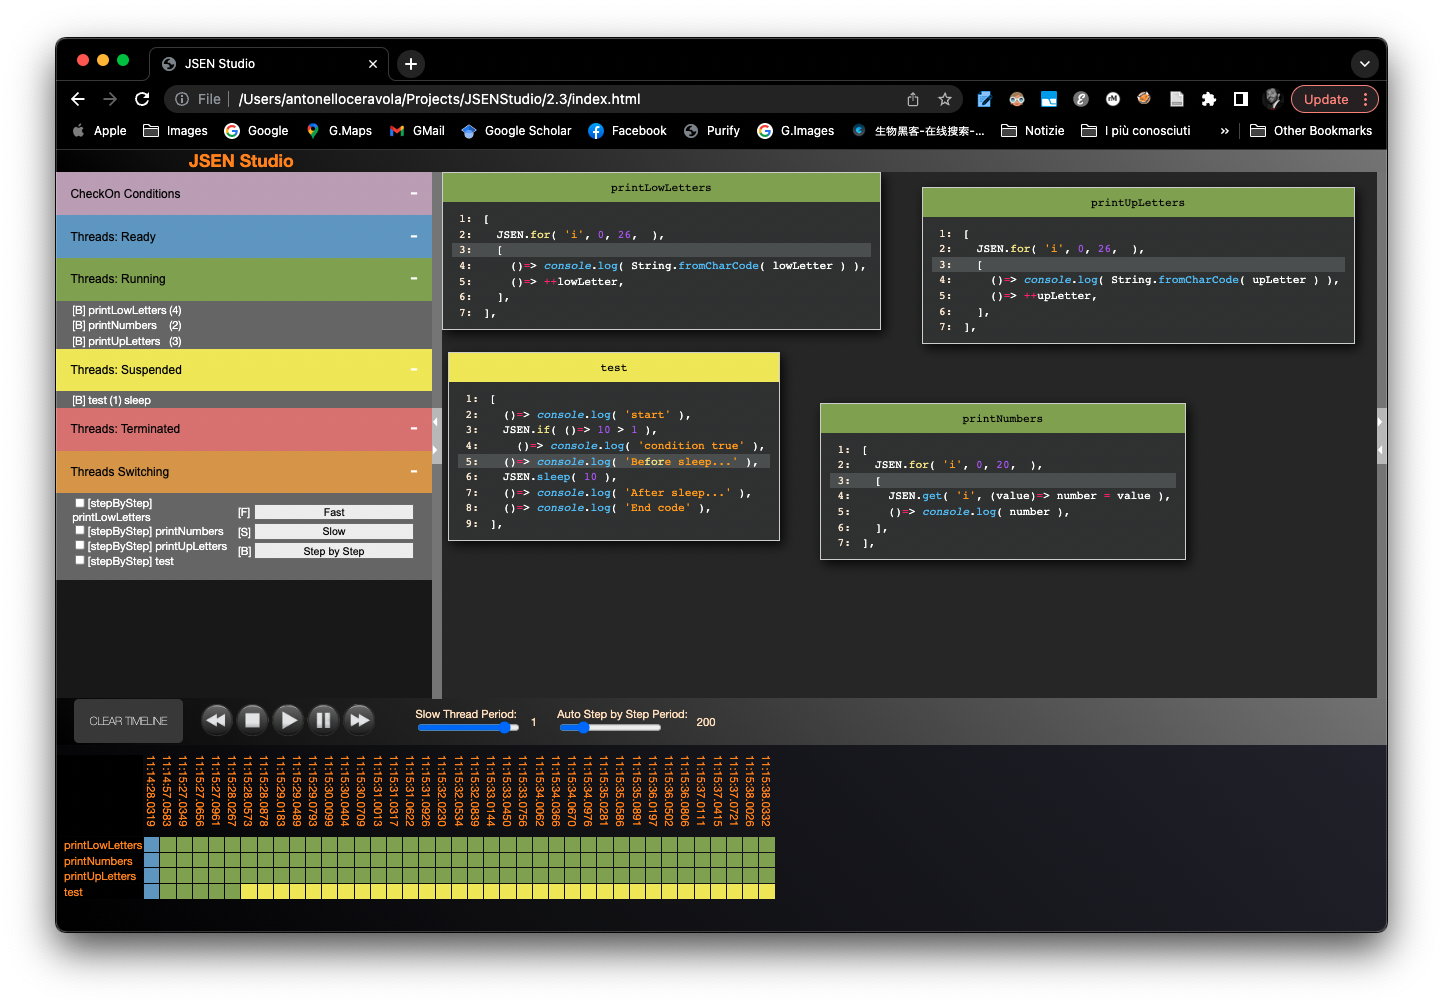 JSEN Studio
File
/Users/antonelloceravola/Projects/JSENStudio/2.3/index.html
Update
Apple
Images
Google
G.Maps
GMail
Google Scholar
Facebook
Purify
G.Images
生物黑客-在线搜索-...
Notizie
I più conosciuti
»
Other Bookmarks
JSEN Studio
CheckOn Conditions -
Threads: Ready -
Threads: Running -
[B] printLowLetters (4)
[B] printNumbers (2)
[B] printUpLetters (3)
Threads: Suspended -
[B] test (1) sleep
Threads: Terminated -
Threads Switching -
[stepByStep]
printLowLetters
[stepByStep] printNumbers
[stepByStep] printUpLetters
[stepByStep] test
[F] Fast
[S] Slow
[B] Step by Step
printLowLetters
1: [
2: JSEN.for( 'i', 0, 26, ),
3: [
4: ()=> console.log( String.fromCharCode( lowLetter ) ),
5: ()=> ++lowLetter,
6: ],
7: ],
printUpLetters
1: [
2: JSEN.for( 'i', 0, 26, ),
3: [
4: ()=> console.log( String.fromCharCode( upLetter ) ),
5: ()=> ++upLetter,
6: ],
7: ],
test
1: [
2: ()=> console.log( 'start' ),
3: JSEN.if( ()=> 10 > 1 ),
4: ()=> console.log( 'condition true' ),
5: ()=> console.log( 'Before sleep...' ),
6: JSEN.sleep( 10 ),
7: ()=> console.log( 'After sleep...' ),
8: ()=> console.log( 'End code' ),
9: ],
printNumbers
1: [
2: JSEN.for( 'i', 0, 20, ),
3: [
4: JSEN.get( 'i', (value)=> number = value ),
5: ()=> console.log( number ),
6: ],
7: ],
CLEAR TIMELINE
Slow Thread Period: 1
Auto Step by Step Period: 200
11:14:28.0319
11:14:57.0583
11:15:27.0349
11:15:27.0656
11:15:27.0961
11:15:28.0267
11:15:28.0573
11:15:28.0878
11:15:29.0183
11:15:29.0489
11:15:29.0793
11:15:30.0099
11:15:30.0404
11:15:30.0709
11:15:31.0013
11:15:31.0317
11:15:31.0622
11:15:31.0926
11:15:32.0230
11:15:32.0534
11:15:32.0839
11:15:33.0144
11:15:33.0450
11:15:33.0756
11:15:34.0062
11:15:34.0366
11:15:34.0670
11:15:34.0976
11:15:35.0281
11:15:35.0586
11:15:35.0891
11:15:36.0197
11:15:36.0502
11:15:36.0806
11:15:37.0111
11:15:37.0415
11:15:37.0721
11:15:38.0026
11:15:38.0332
printLowLetters
printNumbers
printUpLetters
test